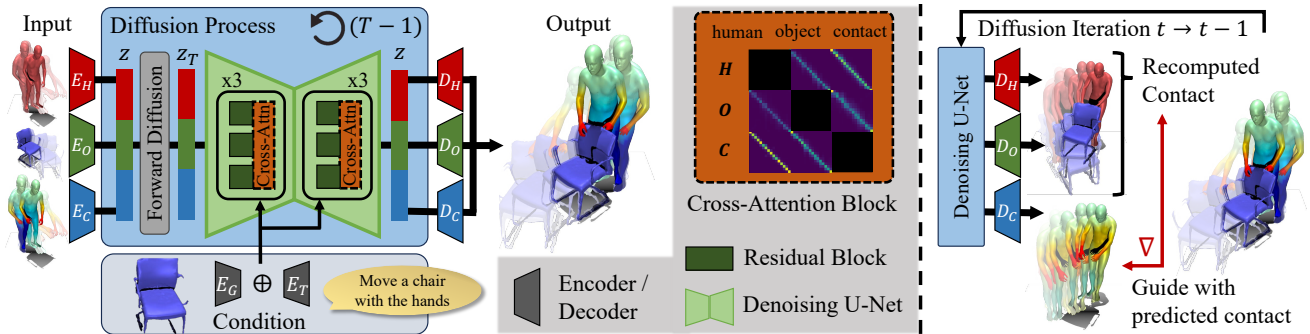 Input
Diffusion Process
(T − 1)
Output
z
z_T
x3
x3
z
E_H
E_O
E_C
Forward Diffusion
Cross-Attn
Cross-Attn
D_H
D_O
D_C
E_G
⊕
E_T
Move a chair
with the hands
Condition
human object contact
H
O
C
Cross-Attention Block
Encoder /
Decoder
Residual Block
Denoising U-Net
Diffusion Iteration t → t − 1
Denoising U-Net
D_H
D_O
D_C
Recomputed
Contact
∇
Guide with
predicted contact